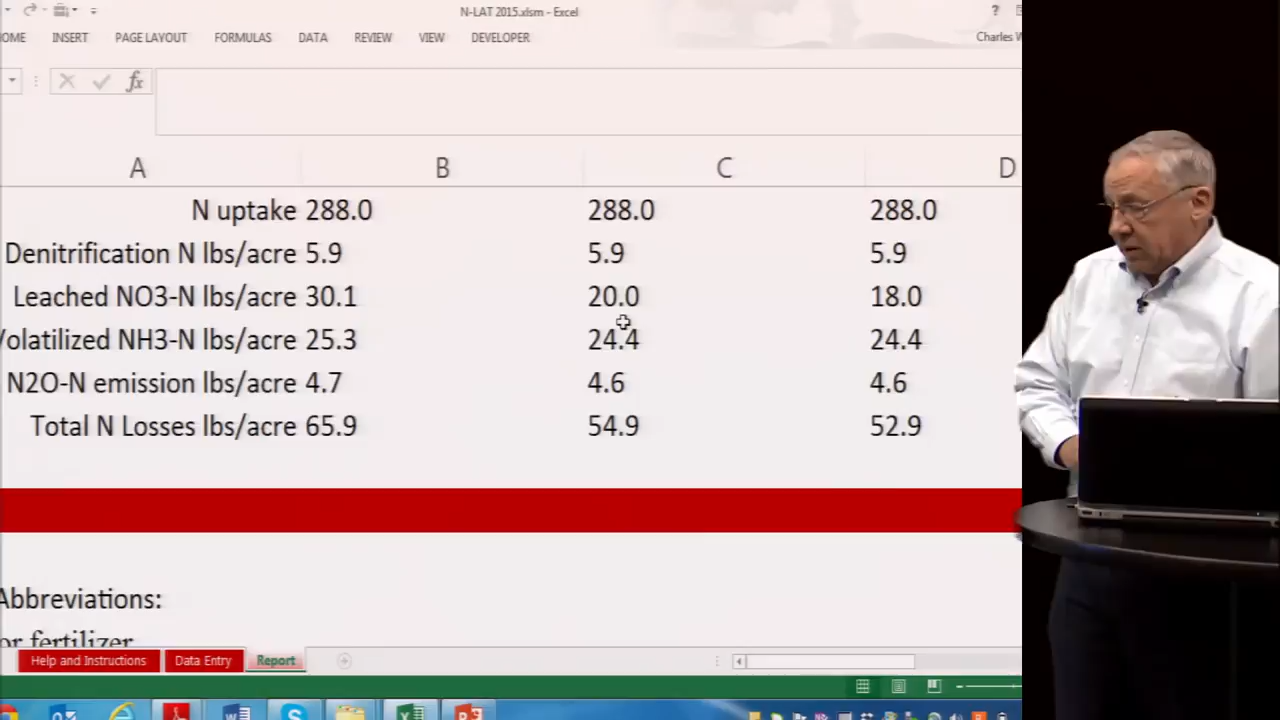 N-LAT 2015.xlsm - Excel
?
INSERT PAGE LAYOUT FORMULAS DATA REVIEW VIEW DEVELOPER Charles W
fx
A B C D
N uptake 288.0 288.0 288.0
Denitrification N lbs/acre 5.9 5.9 5.9
Leached NO3-N lbs/acre 30.1 20.0 18.0
olatilized NH3-N lbs/acre 25.3 24.4 24.4
N2O-N emission lbs/acre 4.7 4.6 4.6
Total N Losses lbs/acre 65.9 54.9 52.9
Abbreviations:
or fertilizer
Help and Instructions Data Entry Report